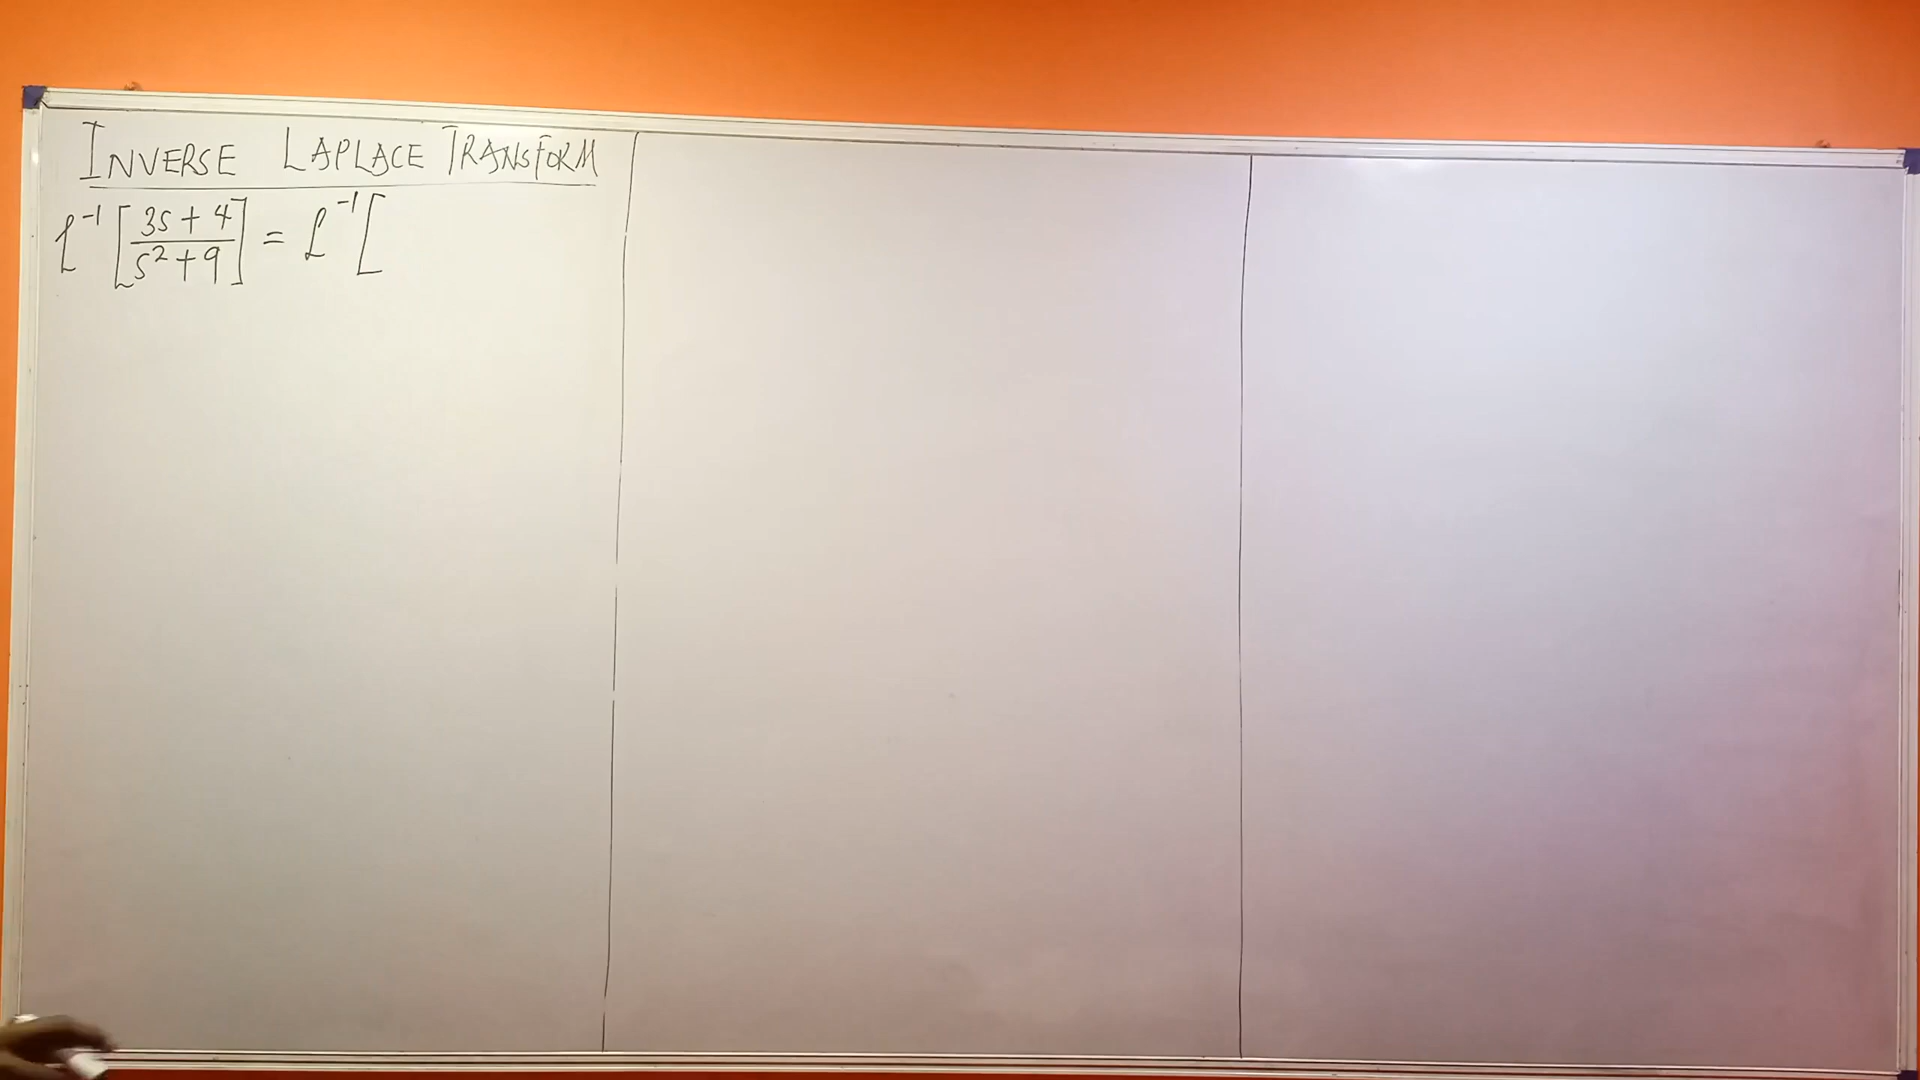 INVERSE LAPLACE TRANSFORM
ℒ⁻¹[(3s + 4)/(s² + 9)] = ℒ⁻¹[